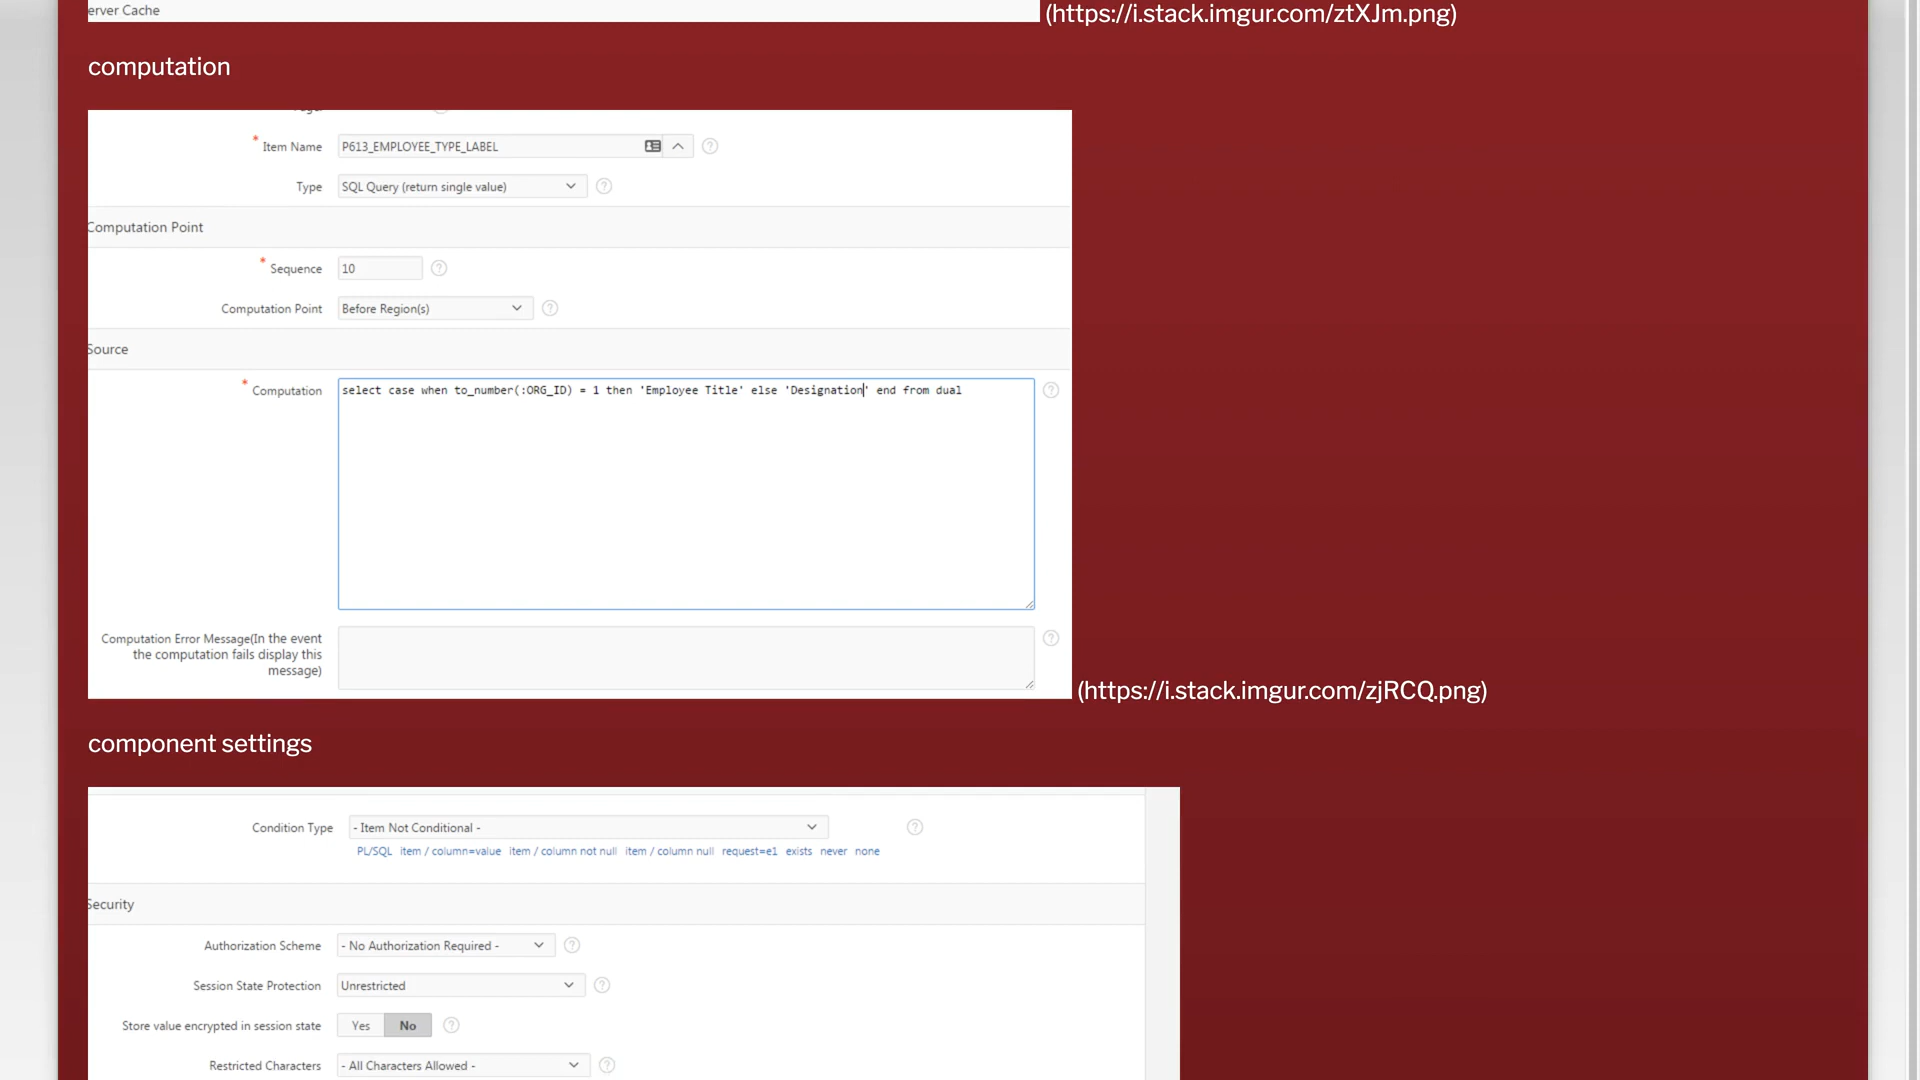 erver Cache
(https://i.stack.imgur.com/ztXJm.png)
computation
* Item Name P613_EMPLOYEE_TYPE_LABEL
Type SQL Query (return single value)
Computation Point
* Sequence 10
Computation Point Before Region(s)
Source
* Computation select case when to_number(:ORG_ID) = 1 then 'Employee Title' else 'Designation' end from dual
Computation Error Message(In the event
the computation fails display this
message)
(https://i.stack.imgur.com/zjRCQ.png)
component settings
Condition Type - Item Not Conditional -
PL/SQL item / column=value item / column not null item / column null request=e1 exists never none
Security
Authorization Scheme - No Authorization Required -
Session State Protection Unrestricted
Store value encrypted in session state Yes No
Restricted Characters - All Characters Allowed -